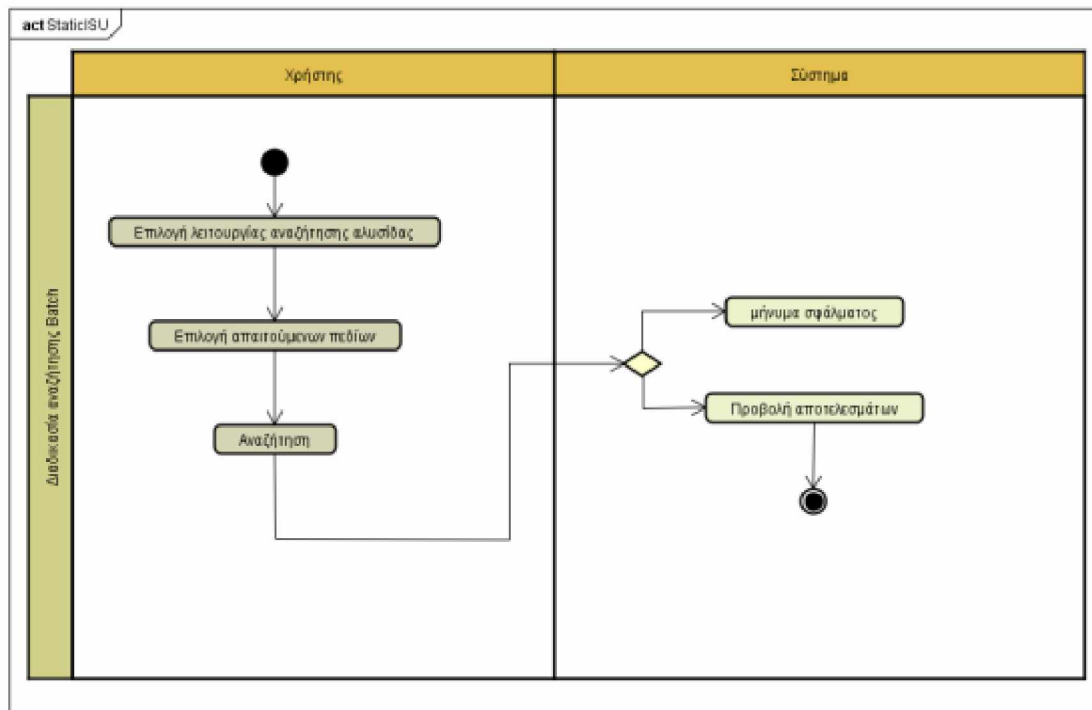 act StaticISU
Χρήστης
Σύστημα
Διαδικασία αναζήτησης Batch
Επιλογή λειτουργίας αναζήτησης αλυσίδας
Επιλογή απαιτούμενων πεδίων
Αναζήτηση
μήνυμα σφάλματος
Προβολή αποτελεσμάτων